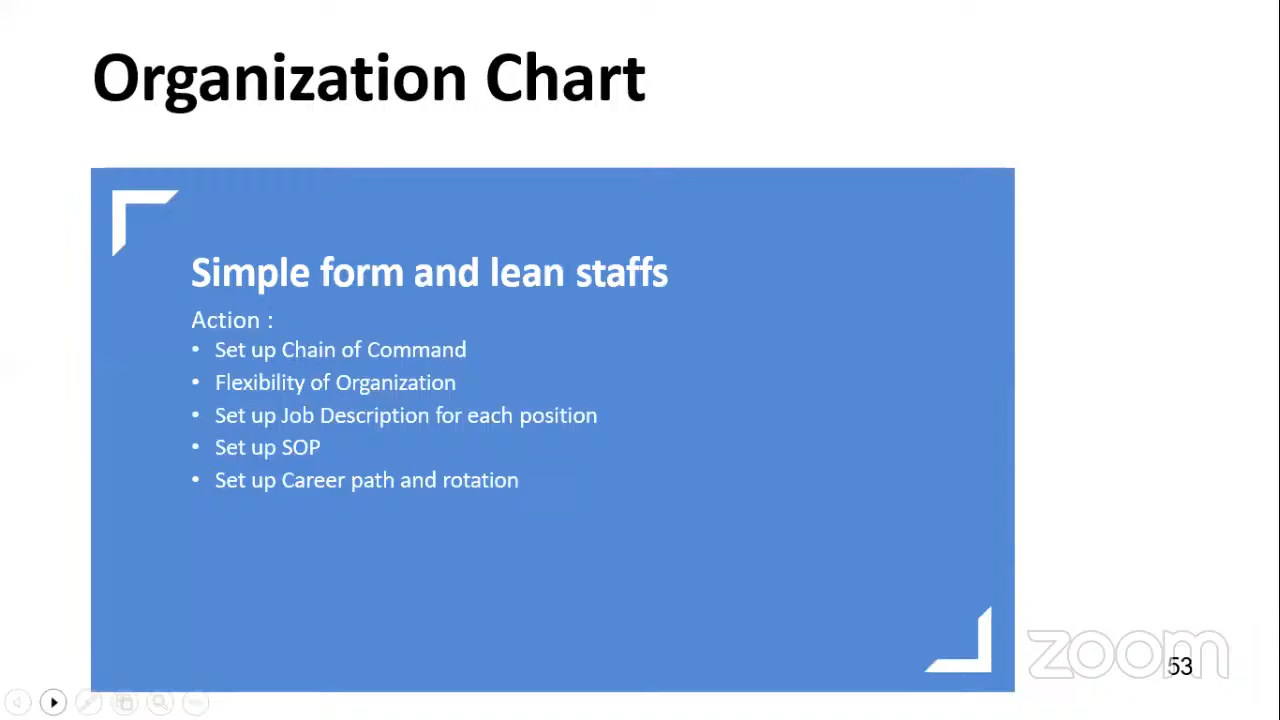 Organization Chart
Simple form and lean staffs
Action :
• Set up Chain of Command
• Flexibility of Organization
• Set up Job Description for each position
• Set up SOP
• Set up Career path and rotation
zoom
53